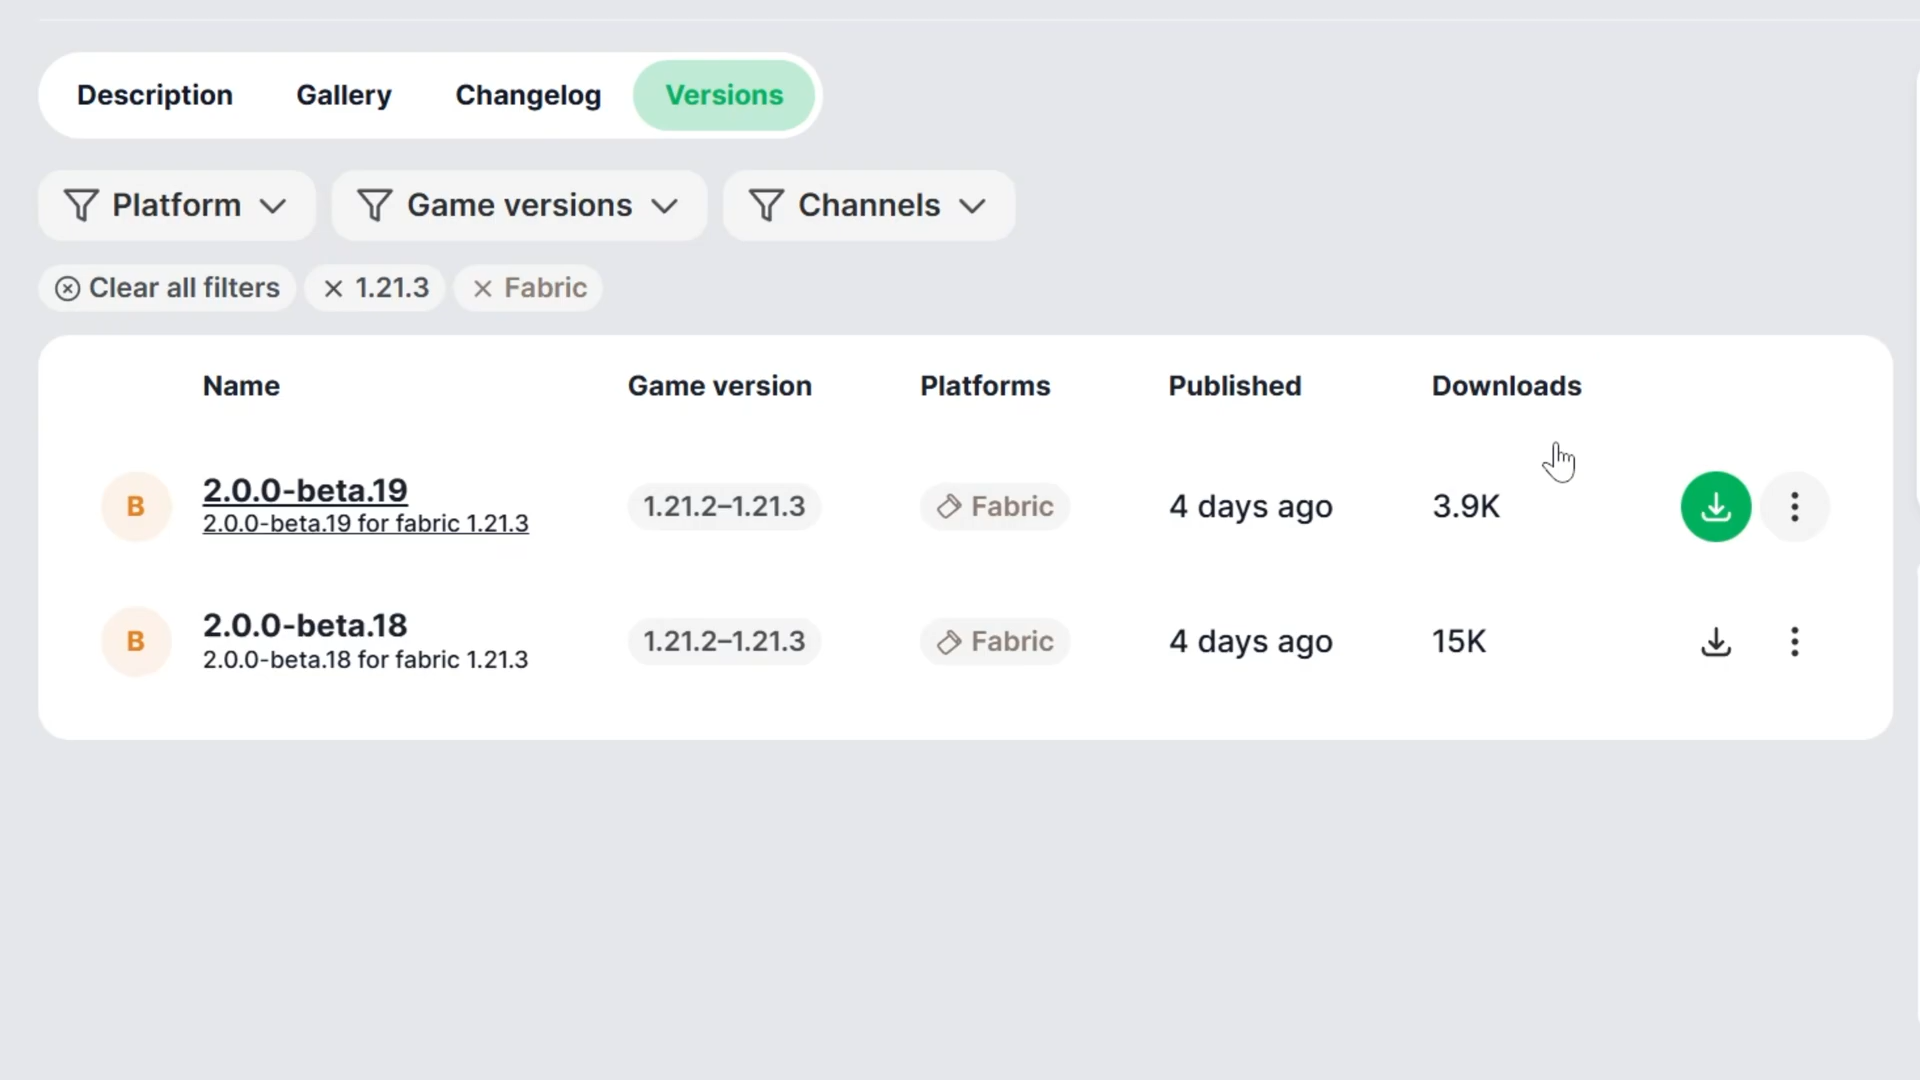 Description Gallery Changelog Versions
Platform Game versions Channels
Clear all filters 1.21.3 Fabric
Name Game version Platforms Published Downloads
B 2.0.0-beta.19 1.21.2–1.21.3 Fabric 4 days ago 3.9K
2.0.0-beta.19 for fabric 1.21.3
B 2.0.0-beta.18 1.21.2–1.21.3 Fabric 4 days ago 15K
2.0.0-beta.18 for fabric 1.21.3